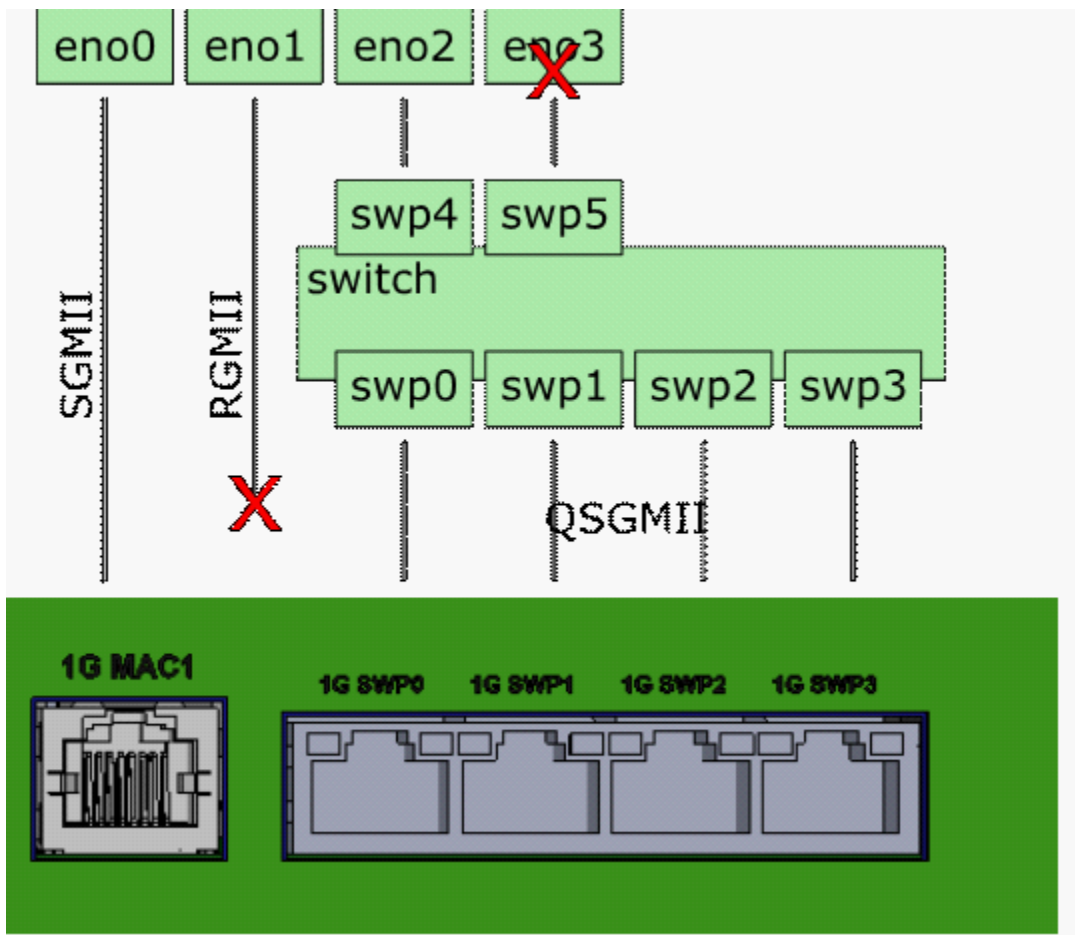 eno0 eno1 eno2 eno3
X
swp4 swp5
switch
SGMII
RGMII
swp0 swp1 swp2 swp3
X
QSGMII
1G MAC1
1G SWP0 1G SWP1 1G SWP2 1G SWP3